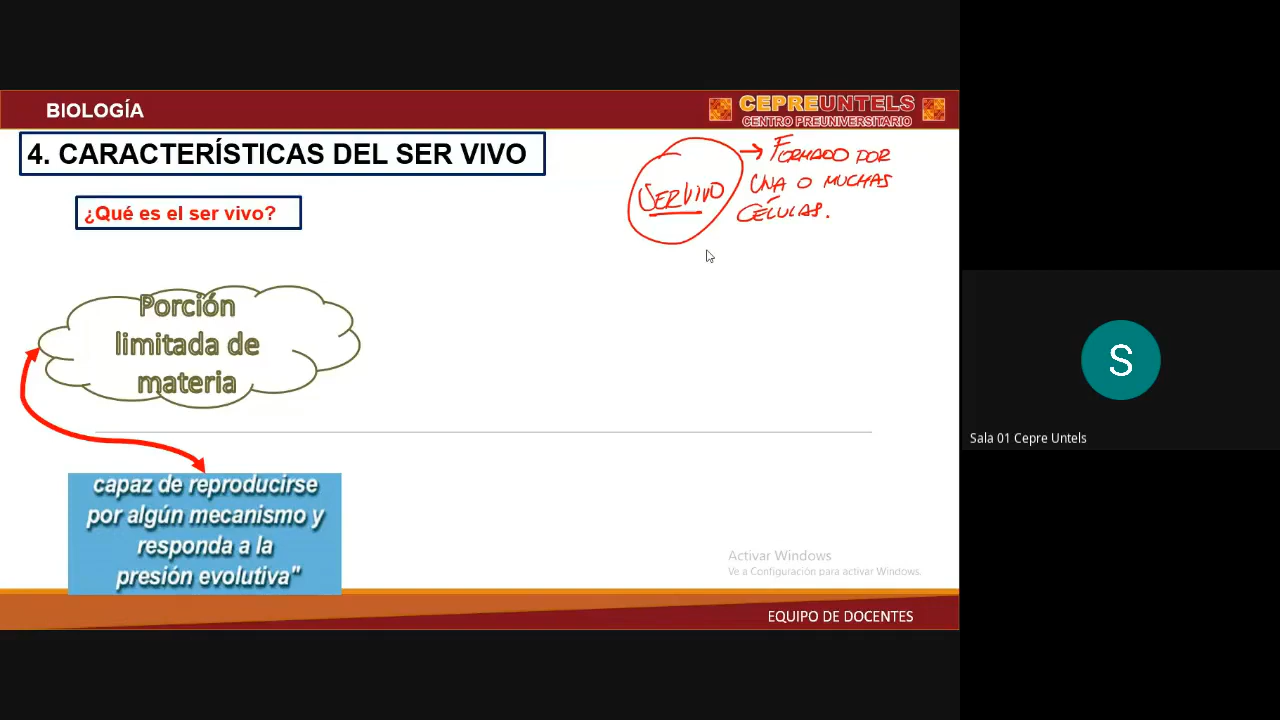 BIOLOGÍA
CEPREUNTELS
CENTRO PREUNIVERSITARIO
4. CARACTERÍSTICAS DEL SER VIVO
¿Qué es el ser vivo?
SER VIVO
→ FORMADO POR
UNA O MUCHAS
CÉLULAS.
Porción
limitada de
materia
capaz de reproducirse
por algún mecanismo y
responda a la
presión evolutiva"
Activar Windows
Ve a Configuración para activar Windows.
EQUIPO DE DOCENTES
S
Sala 01 Cepre Untels